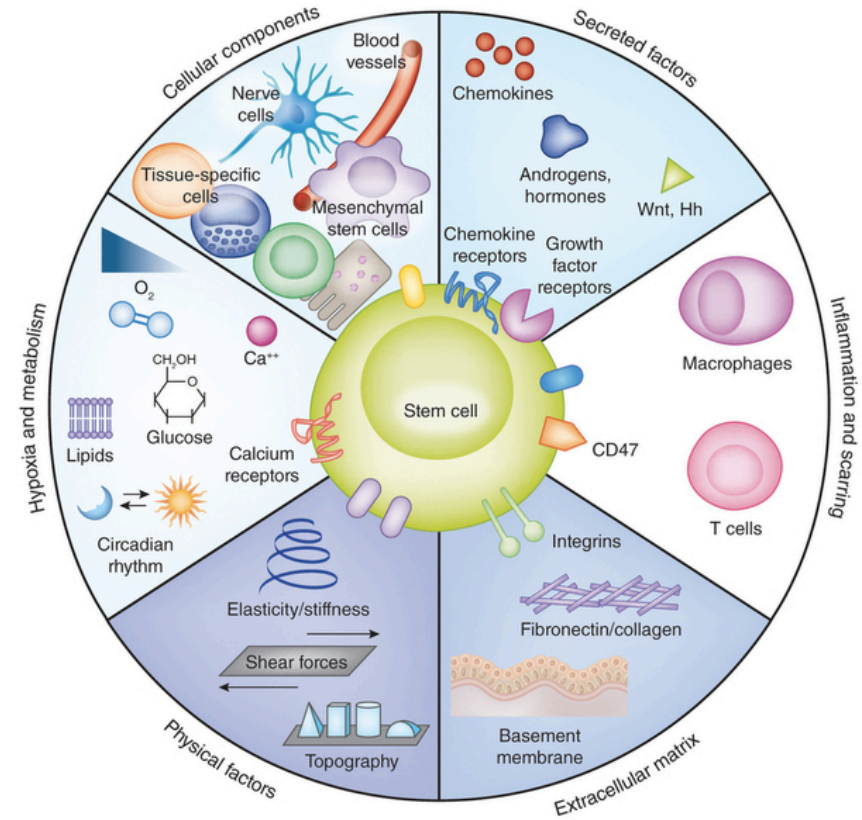 Cellular components
Blood
vessels
Nerve
cells
Tissue-specific
cells
Mesenchymal
stem cells
Secreted factors
Chemokines
Androgens,
hormones
Wnt, Hh
Chemokine
receptors
Growth
factor
receptors
Inflammation and scarring
Macrophages
T cells
CD47
Stem cell
Hypoxia and metabolism
O2
Ca++
CH2OH
O
Glucose
Lipids
Calcium
receptors
Circadian
rhythm
Physical factors
Elasticity/stiffness
Shear forces
Topography
Extracellular matrix
Integrins
Fibronectin/collagen
Basement
membrane